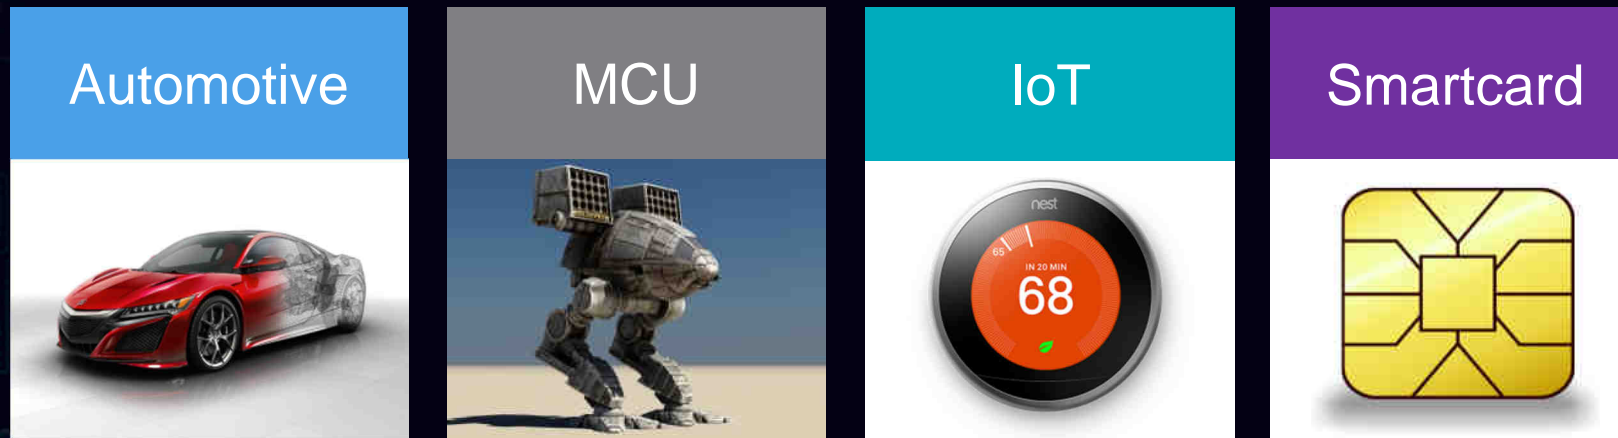 Automotive
MCU
IoT
Smartcard
nest
65
IN 20 MIN
68